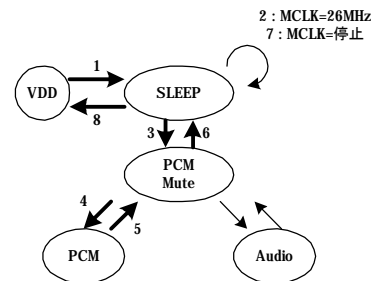 2 : MCLK=26MHz
7 : MCLK=停止
1
VDD
SLEEP
8
3
6
PCM
Mute
4
5
PCM
Audio